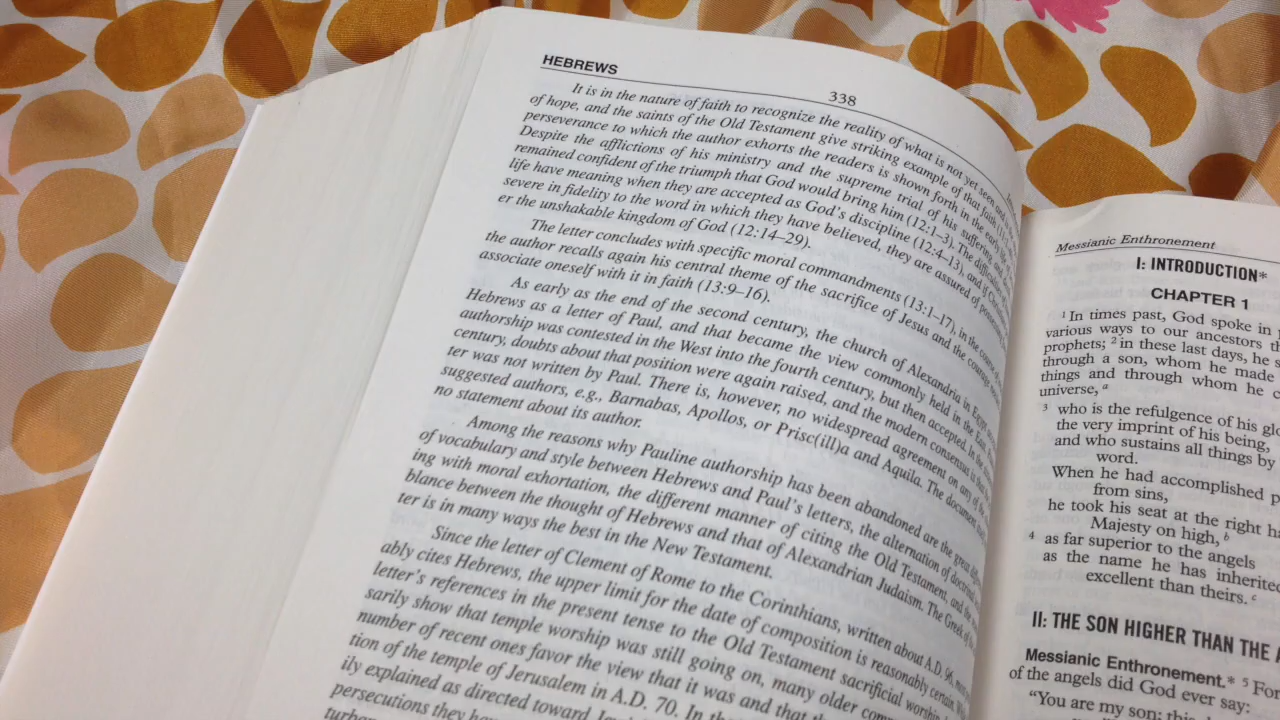 HEBREWS
338
It is in the nature of faith to recognize the reality of what is not yet seen and
of hope, and the saints of the Old Testament give striking example of that faith
perseverance to which the author exhorts the readers is shown forth in the early
Despite the afflictions of his ministry and the supreme trial of his suffering and
remained confident of the triumph that God would bring him (12:1–3). The difficulties
life have meaning when they are accepted as God's discipline (12:4–13), and if Christians
severe in fidelity to the word in which they have believed, they are assured of
er the unshakable kingdom of God (12:14–29).
The letter concludes with specific moral commandments (13:1–17), in the course
the author recalls again his central theme of the sacrifice of Jesus and the courage
associate oneself with it in faith (13:9–16).
As early as the end of the second century, the church of Alexandria in Egypt
Hebrews as a letter of Paul, and that became the view commonly held in the East.
authorship was contested in the West into the fourth century, but then accepted. In the
century, doubts about that position were again raised, and the modern consensus is that
ter was not written by Paul. There is, however, no widespread agreement on any of the
suggested authors, e.g., Barnabas, Apollos, or Prisc(ill)a and Aquila. The document
no statement about its author.
Among the reasons why Pauline authorship has been abandoned are the great
of vocabulary and style between Hebrews and Paul's letters, the alternation of doctrinal
ing with moral exhortation, the different manner of citing the Old Testament, and the
blance between the thought of Hebrews and that of Alexandrian Judaism. The Greek of
ter is in many ways the best in the New Testament.
Since the letter of Clement of Rome to the Corinthians, written about A.D. 96,
ably cites Hebrews, the upper limit for the date of composition is reasonably certain.
letter's references in the present tense to the Old Testament sacrificial worship
sarily show that temple worship was still going on, many older
number of recent ones favor the view that it was and that
tion of the temple of Jerusalem in A.D. 70. In
ily explained as directed toward
persecutions they
Messianic Enthronement
I: INTRODUCTION*
CHAPTER 1
1 In times past, God spoke in
various ways to our ancestors
prophets; 2 in these last days, he
through a son, whom he made
things and through whom he
universe, a
3 who is the refulgence of his
the very imprint of his being,
and who sustains all things by
word.
When he had accomplished
from sins,
he took his seat at the right
Majesty on high, b
4 as far superior to the angels
as the name he has inherited
excellent than theirs. c
II: THE SON HIGHER THAN THE
Messianic Enthronement.* 5 For
of the angels did God ever say:
"You are my son;